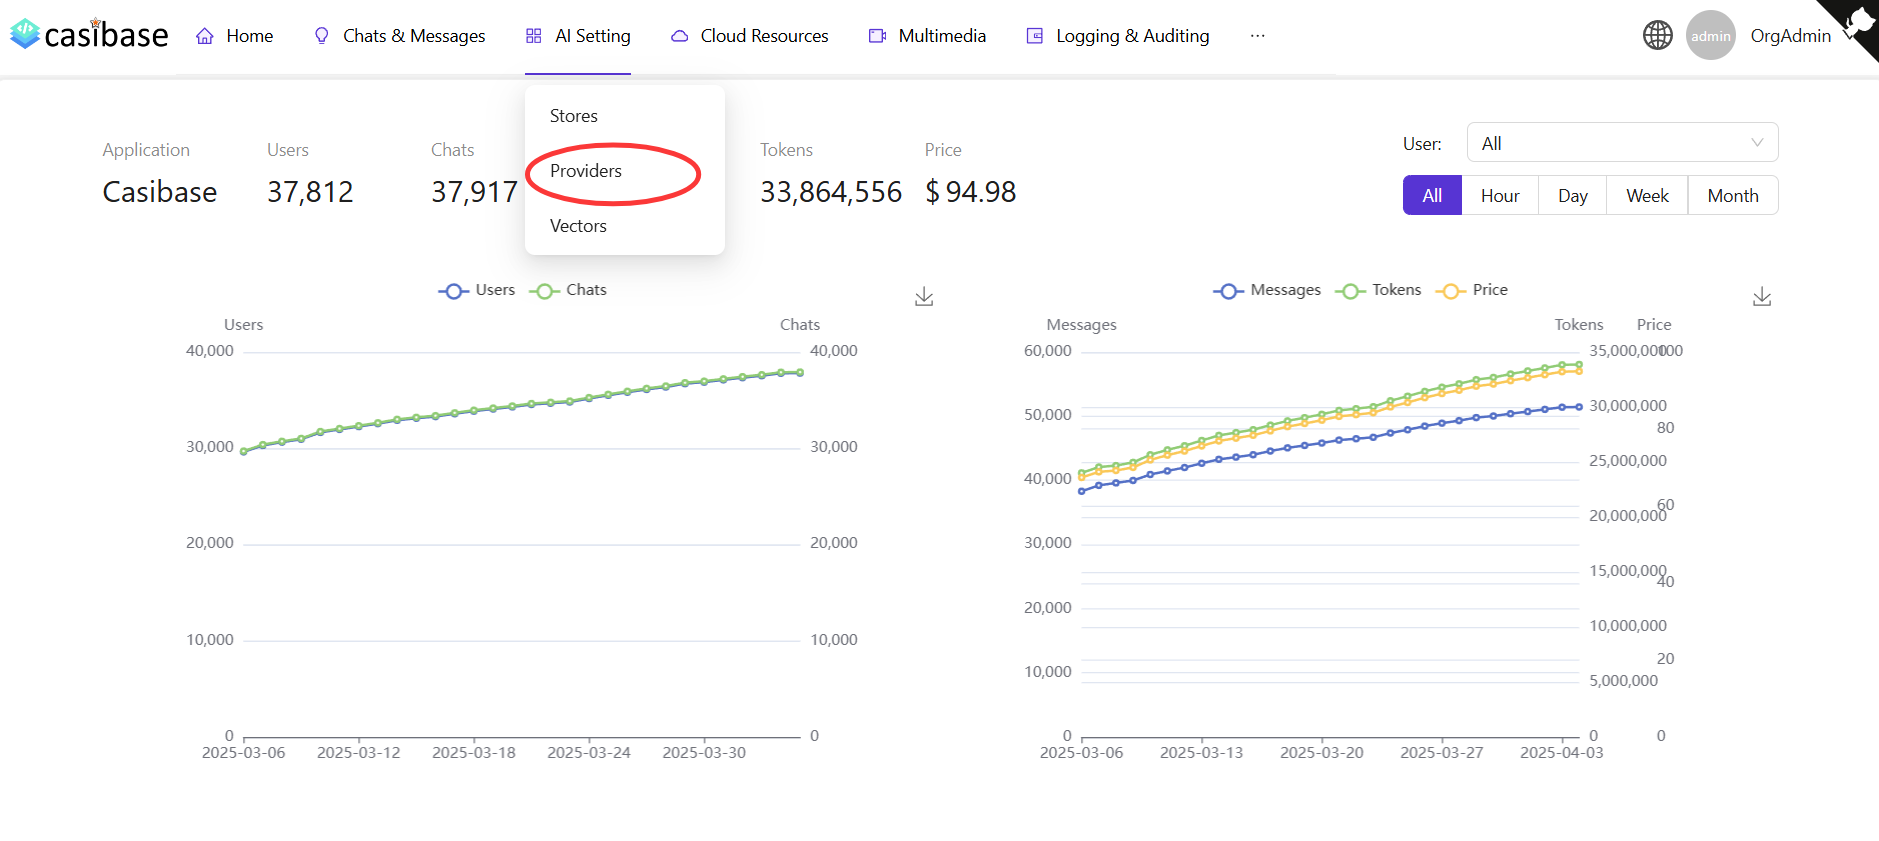 casibase
Home
Chats & Messages
AI Setting
Cloud Resources
Multimedia
Logging & Auditing
···
admin
OrgAdmin
Stores
Providers
Vectors
Application
Casibase
Users
37,812
Chats
37,917
Tokens
33,864,556
Price
$ 94.98
User:
All
All
Hour
Day
Week
Month
Users
Chats
Users
Chats
40,000
30,000
20,000
10,000
0
40,000
30,000
20,000
10,000
0
2025-03-06
2025-03-12
2025-03-18
2025-03-24
2025-03-30
Messages
Tokens
Price
Messages
Tokens
Price
60,000
50,000
40,000
30,000
20,000
10,000
0
35,000,000
30,000,000
25,000,000
20,000,000
15,000,000
10,000,000
5,000,000
0
100
80
60
40
20
0
2025-03-06
2025-03-13
2025-03-20
2025-03-27
2025-04-03